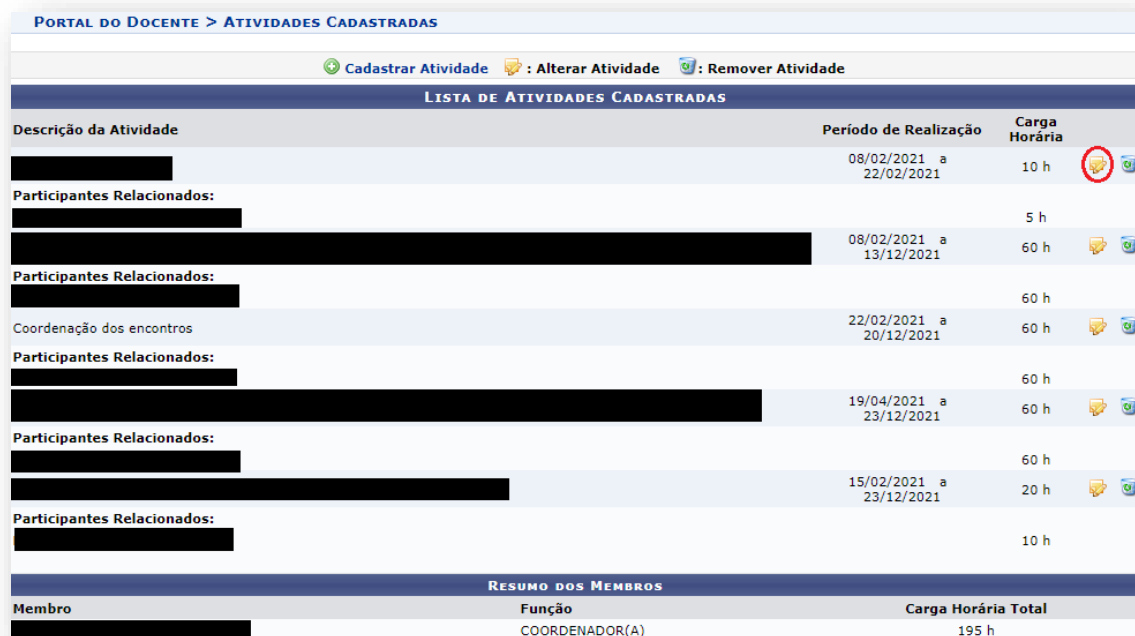 PORTAL DO DOCENTE > ATIVIDADES CADASTRADAS
Cadastrar Atividade : Alterar Atividade : Remover Atividade
LISTA DE ATIVIDADES CADASTRADAS
Descrição da Atividade Período de Realização Carga Horária
08/02/2021 a 22/02/2021 10 h
Participantes Relacionados:
5 h
08/02/2021 a 13/12/2021 60 h
Participantes Relacionados:
60 h
Coordenação dos encontros 22/02/2021 a 20/12/2021 60 h
Participantes Relacionados:
60 h
19/04/2021 a 23/12/2021 60 h
Participantes Relacionados:
60 h
15/02/2021 a 23/12/2021 20 h
Participantes Relacionados:
10 h
RESUMO DOS MEMBROS
Membro Função Carga Horária Total
COORDENADOR(A) 195 h